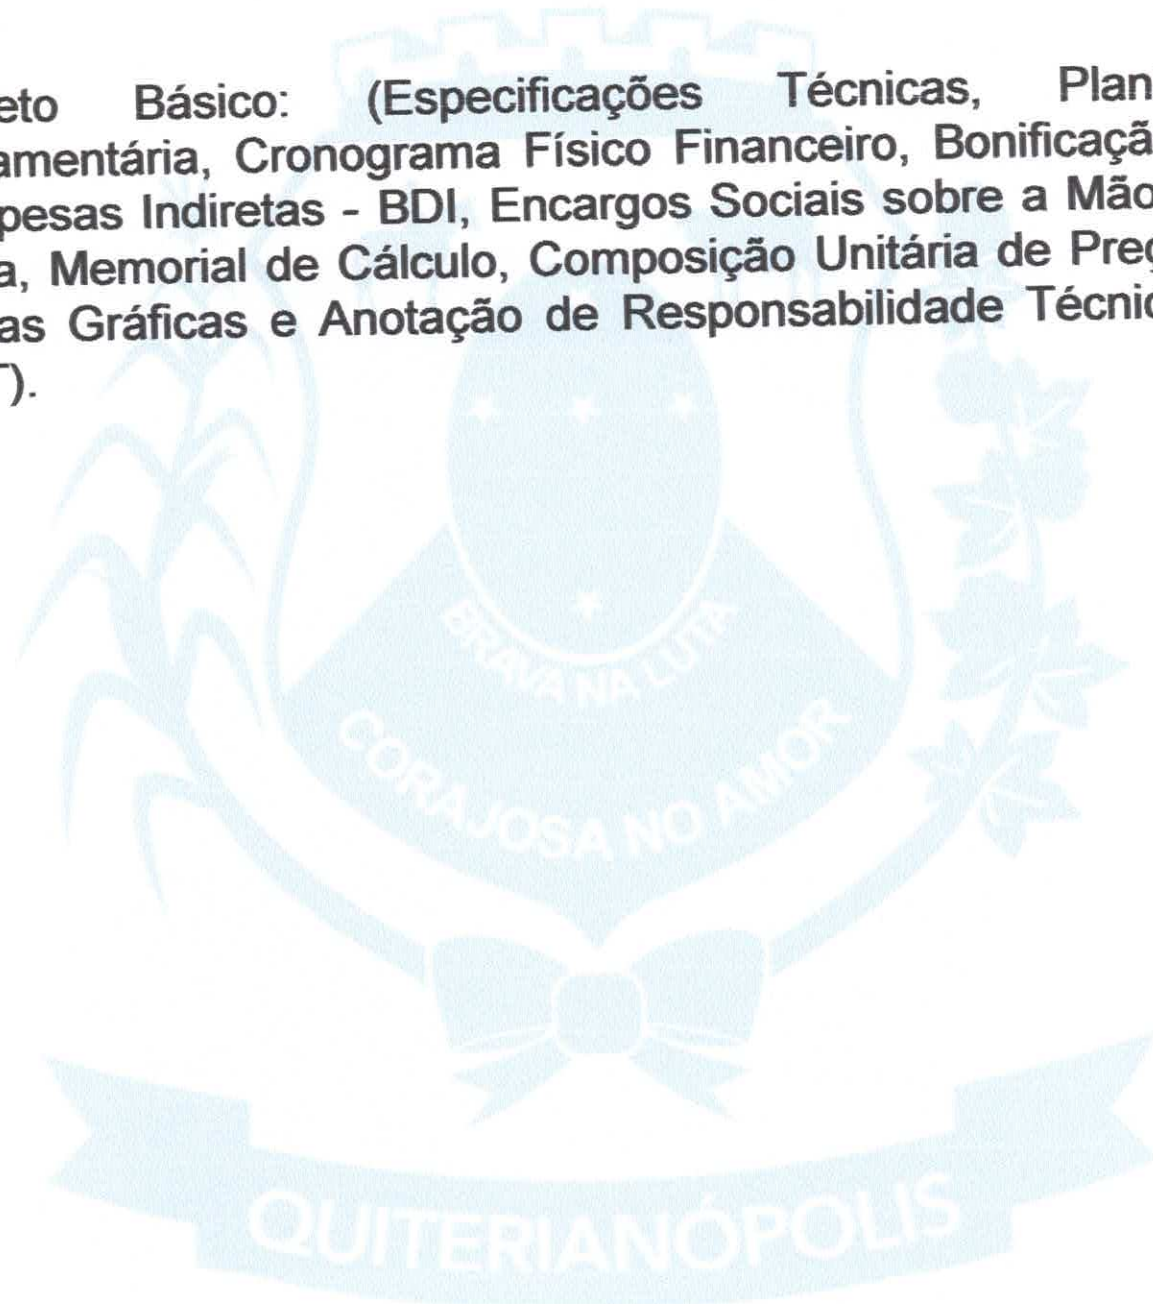 eto Básico: (Especificações Técnicas, Plan
amentária, Cronograma Físico Financeiro, Bonificaçã
pesas Indiretas - BDI, Encargos Sociais sobre a Mão
a, Memorial de Cálculo, Composição Unitária de Preç
as Gráficas e Anotação de Responsabilidade Técnic
).
BRAVA NA LUTA
CORAJOSA NO AMOR
QUITERIANÓPOLIS